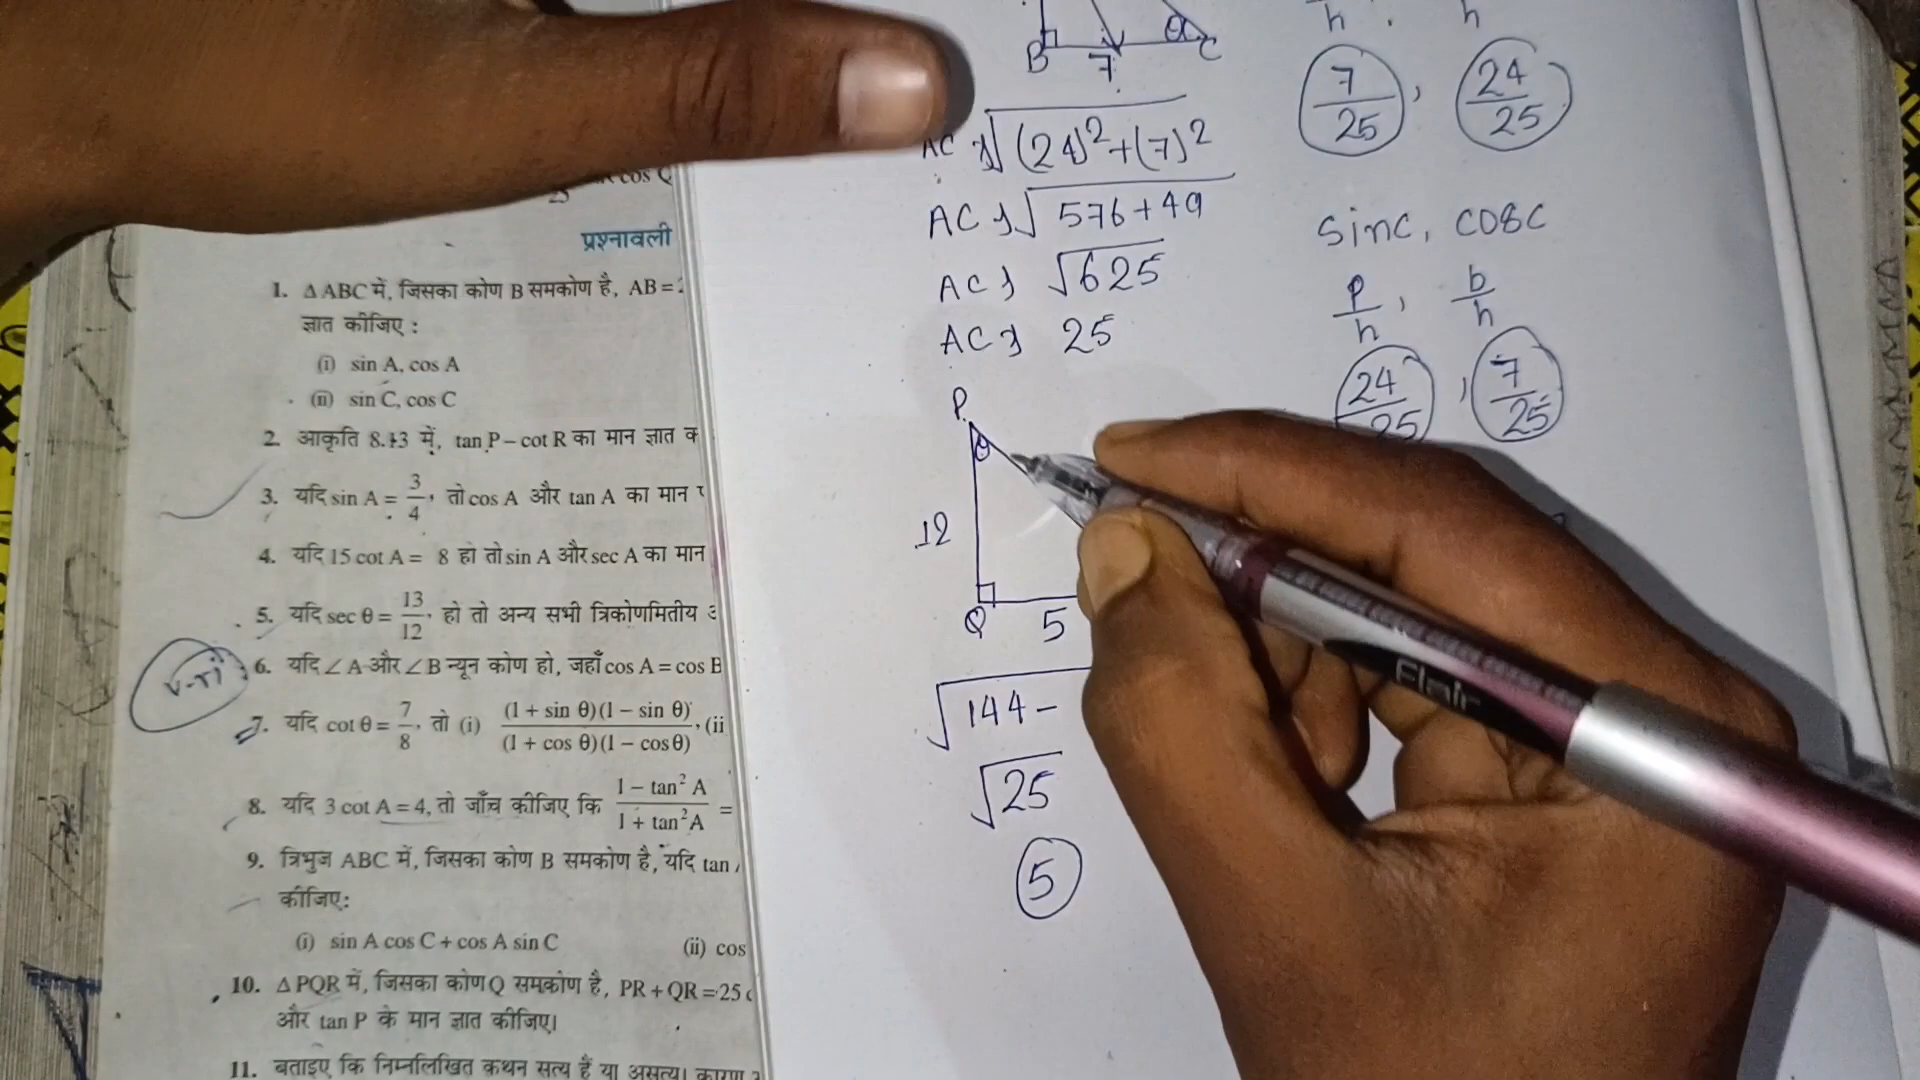 cos C
25
प्रश्नावली
1. Δ ABC में, जिसका कोण B समकोण है, AB =
ज्ञात कीजिए :
(i) sin A, cos A
(ii) sin C, cos C
2. आकृति 8.13 में, tan P – cot R का मान ज्ञात
3. यदि sin A = 3/4, तो cos A और tan A का मान
4. यदि 15 cot A = 8 हो तो sin A और sec A का मान
5. यदि sec θ = 13/12, हो तो अन्य सभी त्रिकोणमितीय
6. यदि ∠ A और ∠ B न्यून कोण हो, जहाँ cos A = cos B
7. यदि cot θ = 7/8, तो (i) (1 + sin θ)(1 – sin θ)/(1 + cos θ)(1 – cos θ), (ii
8. यदि 3 cot A = 4, तो जाँच कीजिए कि 1 – tan² A/1 + tan² A =
9. त्रिभुज ABC में, जिसका कोण B समकोण है, यदि tan
कीजिए:
(i) sin A cos C + cos A sin C (ii) cos
10. Δ PQR में, जिसका कोण Q समकोण है, PR + QR = 25
और tan P के मान ज्ञात कीजिए।
11. बताइए कि निम्नलिखित कथन सत्य हैं या असत्य। कारण
B 7 C
AC √(24)²+(7)²
AC √576+49
AC √625
AC 25
P
θ
12
Q 5
√144-
√25
5
h , h
7/25 , 24/25
sinc, cosc
p/h , b/h
24/25 , 7/25
Flair